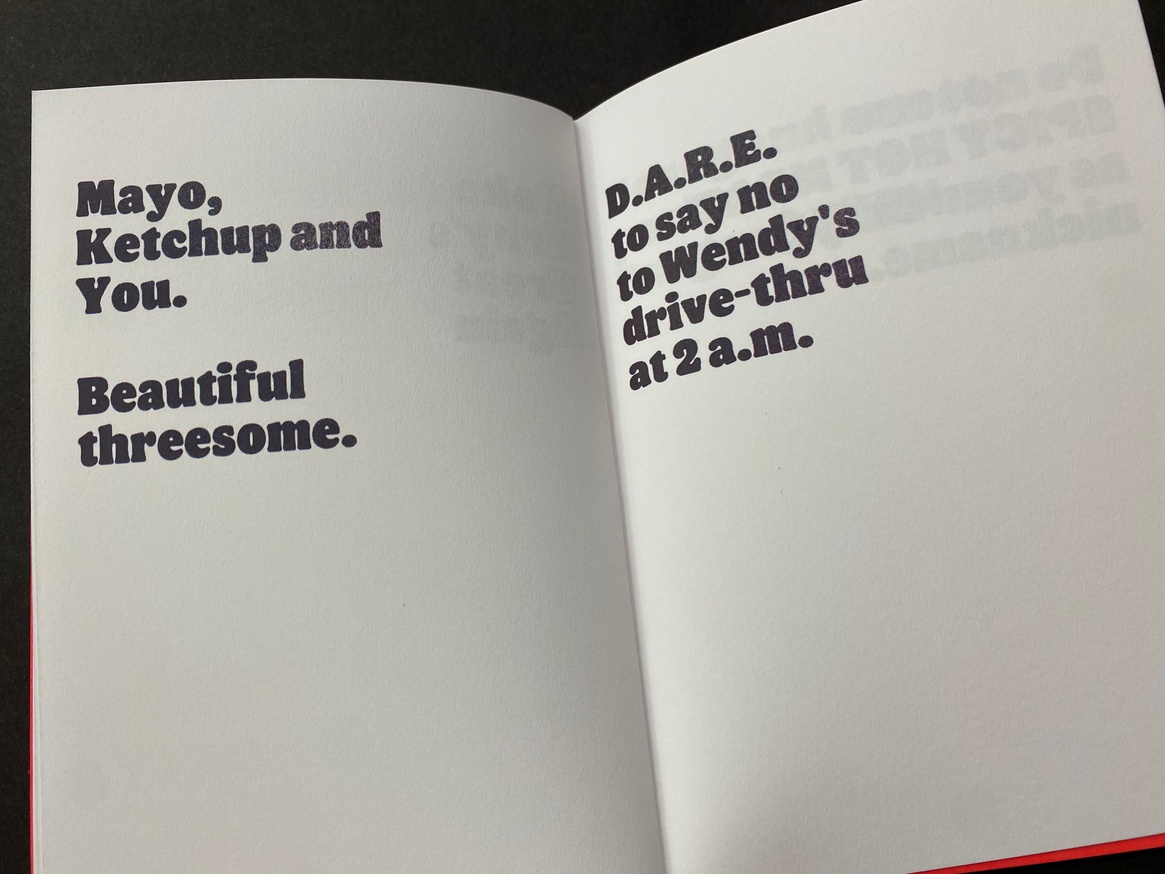 Mayo,
Ketchup and
You.
Beautiful
threesome.
D.A.R.E.
to say no
to Wendy's
drive-thru
at 2 a.m.